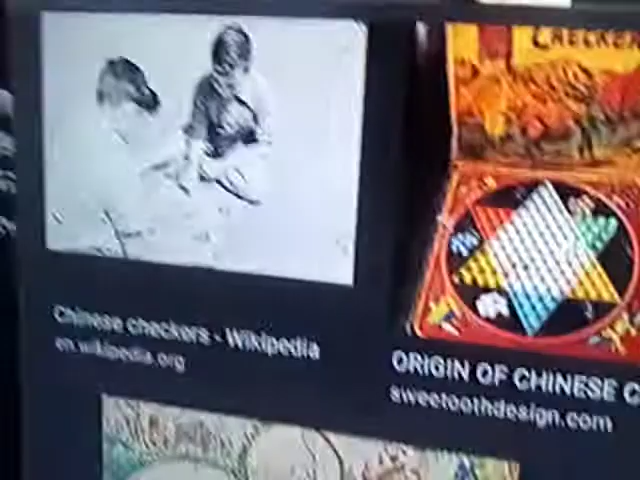 CHECKER
Chinese checkers - Wikipedia
en.wikipedia.org
ORIGIN OF CHINESE C
sweetoothdesign.com